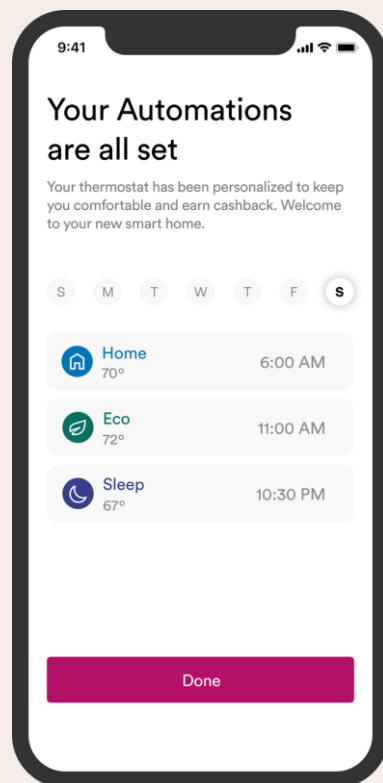 9:41
Your Automations
are all set
Your thermostat has been personalized to keep
you comfortable and earn cashback. Welcome
to your new smart home.
S M T W T F S
Home 6:00 AM
70°
Eco 11:00 AM
72°
Sleep 10:30 PM
67°
Done